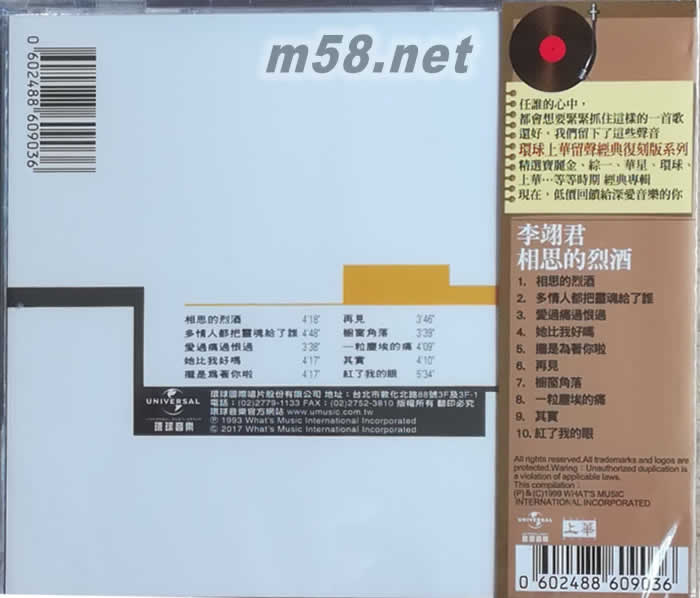 m58.net
0 602488 609036
相思的烈酒 4'18"
多情人都把靈魂給了誰 4'48"
愛過痛過恨過 3'38"
她比我好嗎 4'17"
攏是為著你啦 4'17"
再見 3'46"
櫥窗角落 3'39"
一粒塵埃的痛 4'09"
其實 4'10"
紅了我的眼 5'34"
UNIVERSAL
環球音樂
環球國際唱片股份有限公司 地址：台北市敦化北路88號3F及3F-1
電話：(02)2779-1133 FAX：(02)2752-3810 版權所有 翻印必究
環球音樂官方網站 www.umusic.com.tw
℗ 1993 What's Music International Incorporated
© 2017 What's Music International Incorporated
任誰的心中，
都會想要緊緊抓住這樣的一首歌
還好，我們留下了這些聲音
環球上華留聲經典復刻版系列
精選寶麗金、綜一、華星、環球、
上華…等等時期 經典專輯
現在，低價回饋給深愛音樂的你
李翊君
相思的烈酒
1. 相思的烈酒
2. 多情人都把靈魂給了誰
3. 愛過痛過恨過
4. 她比我好嗎
5. 攏是為著你啦
6. 再見
7. 櫥窗角落
8. 一粒塵埃的痛
9. 其實
10. 紅了我的眼
All rights reserved.All trademarks and logos are
protected.Waring：Unauthorized duplication is
a violation of applicable laws.
This compilation：
(P)&(C)1999 WHAT'S MUSIC
INTERNATIONAL INCORPORATED
UNIVERSAL
環球音樂
0 602488 609036